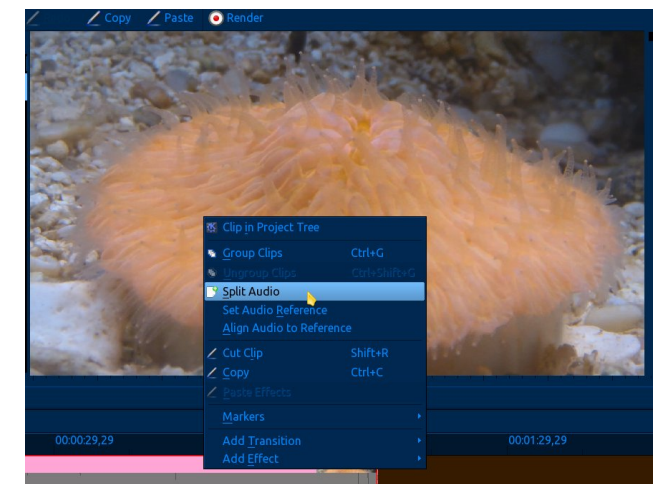 Copy Paste Render
Clip in Project Tree
Group Clips Ctrl+G
Ungroup Clips Ctrl+Shift+G
Split Audio
Set Audio Reference
Align Audio to Reference
Cut Clip Shift+R
Copy Ctrl+C
Paste Effects
Markers
Add Transition
Add Effect
00:00:29,29 00:01:29,29